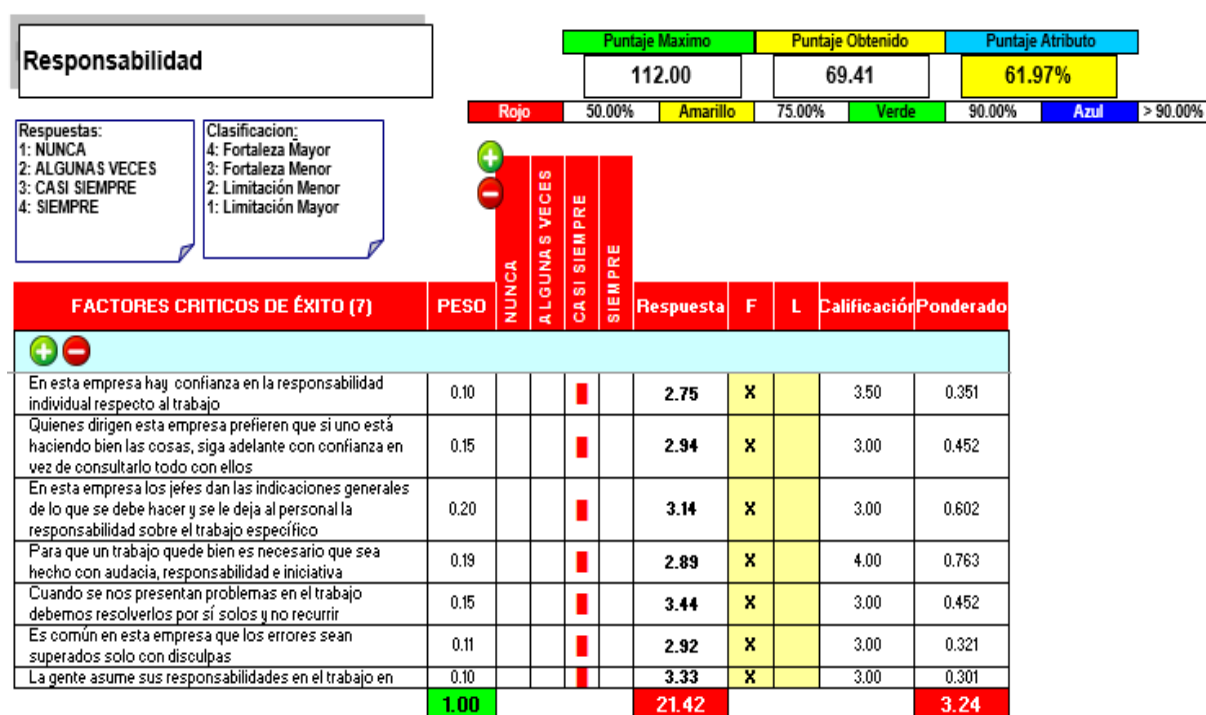 Responsabilidad
Puntaje Maximo Puntaje Obtenido Puntaje Atributo
112.00 69.41 61.97%
Rojo 50.00% Amarillo 75.00% Verde 90.00% Azul > 90.00%
Respuestas:
1: NUNCA
2: ALGUNAS VECES
3: CASI SIEMPRE
4: SIEMPRE
Clasificacion:
4: Fortaleza Mayor
3: Fortaleza Menor
2: Limitación Menor
1: Limitación Mayor
FACTORES CRITICOS DE ÉXITO (7) PESO NUNCA ALGUNAS VECES CASI SIEMPRE SIEMPRE Respuesta F L Calificación Ponderado
En esta empresa hay confianza en la responsabilidad
individual respecto al trabajo
0.10 2.75 X 3.50 0.351
Quienes dirigen esta empresa prefieren que si uno está
haciendo bien las cosas, siga adelante con confianza en
vez de consultarlo todo con ellos
0.15 2.94 X 3.00 0.452
En esta empresa los jefes dan las indicaciones generales
de lo que se debe hacer y se le deja al personal la
responsabilidad sobre el trabajo específico
0.20 3.14 X 3.00 0.602
Para que un trabajo quede bien es necesario que sea
hecho con audacia, responsabilidad e iniciativa
0.19 2.89 X 4.00 0.763
Cuando se nos presentan problemas en el trabajo
debemos resolverlos por sí solos y no recurrir
0.15 3.44 X 3.00 0.452
Es común en esta empresa que los errores sean
superados solo con disculpas
0.11 2.92 X 3.00 0.321
La gente asume sus responsabilidades en el trabajo en
0.10 3.33 X 3.00 0.301
1.00 21.42 3.24